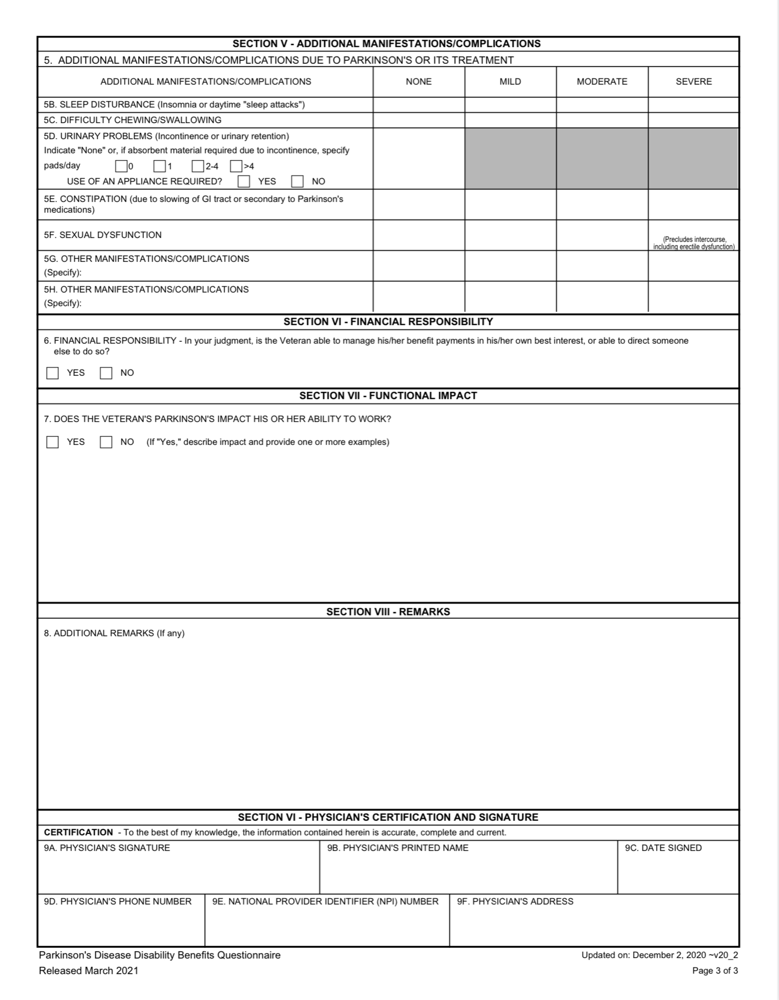 SECTION V - ADDITIONAL MANIFESTATIONS/COMPLICATIONS
5. ADDITIONAL MANIFESTATIONS/COMPLICATIONS DUE TO PARKINSON'S OR ITS TREATMENT
ADDITIONAL MANIFESTATIONS/COMPLICATIONS NONE MILD MODERATE SEVERE
5B. SLEEP DISTURBANCE (Insomnia or daytime "sleep attacks")
5C. DIFFICULTY CHEWING/SWALLOWING
5D. URINARY PROBLEMS (Incontinence or urinary retention)
Indicate "None" or, if absorbent material required due to incontinence, specify
pads/day 0 1 2-4 >4
USE OF AN APPLIANCE REQUIRED? YES NO
5E. CONSTIPATION (due to slowing of GI tract or secondary to Parkinson's
medications)
5F. SEXUAL DYSFUNCTION
(Precludes intercourse,
including erectile dysfunction)
5G. OTHER MANIFESTATIONS/COMPLICATIONS
(Specify):
5H. OTHER MANIFESTATIONS/COMPLICATIONS
(Specify):
SECTION VI - FINANCIAL RESPONSIBILITY
6. FINANCIAL RESPONSIBILITY - In your judgment, is the Veteran able to manage his/her benefit payments in his/her own best interest, or able to direct someone
else to do so?
YES NO
SECTION VII - FUNCTIONAL IMPACT
7. DOES THE VETERAN'S PARKINSON'S IMPACT HIS OR HER ABILITY TO WORK?
YES NO (If "Yes," describe impact and provide one or more examples)
SECTION VIII - REMARKS
8. ADDITIONAL REMARKS (If any)
SECTION VI - PHYSICIAN'S CERTIFICATION AND SIGNATURE
CERTIFICATION - To the best of my knowledge, the information contained herein is accurate, complete and current.
9A. PHYSICIAN'S SIGNATURE 9B. PHYSICIAN'S PRINTED NAME 9C. DATE SIGNED
9D. PHYSICIAN'S PHONE NUMBER 9E. NATIONAL PROVIDER IDENTIFIER (NPI) NUMBER 9F. PHYSICIAN'S ADDRESS
Parkinson's Disease Disability Benefits Questionnaire Updated on: December 2, 2020 ~v20_2
Released March 2021 Page 3 of 3